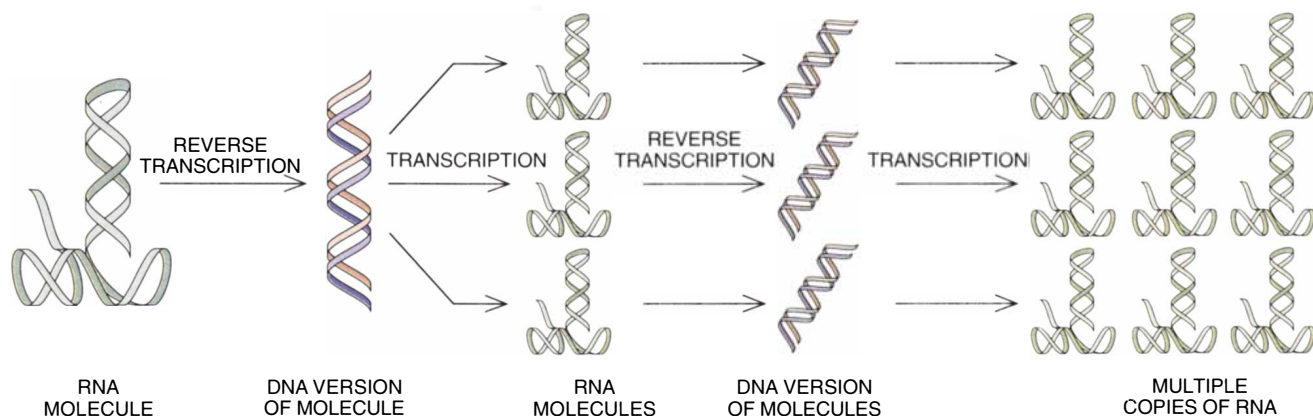 REVERSE
TRANSCRIPTION
TRANSCRIPTION
REVERSE
TRANSCRIPTION
TRANSCRIPTION
RNA
MOLECULE
DNA VERSION
OF MOLECULE
RNA
MOLECULES
DNA VERSION
OF MOLECULES
MULTIPLE
COPIES OF RNA